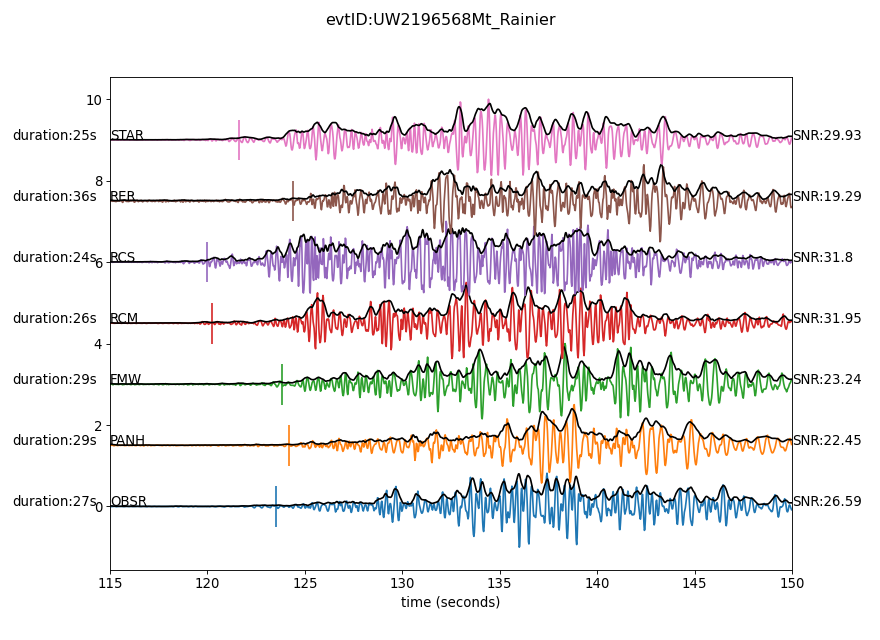 evtID:UW2196568Mt_Rainier
10
duration:25s STAR SNR:29.93
8
duration:36s RER SNR:19.29
duration:24s RCS SNR:31.8
6
duration:26s RCM SNR:31.95
4
duration:29s EMW SNR:23.24
2
duration:29s PANH SNR:22.45
duration:27s OBSR SNR:26.59
0
115 120 125 130 135 140 145 150
time (seconds)